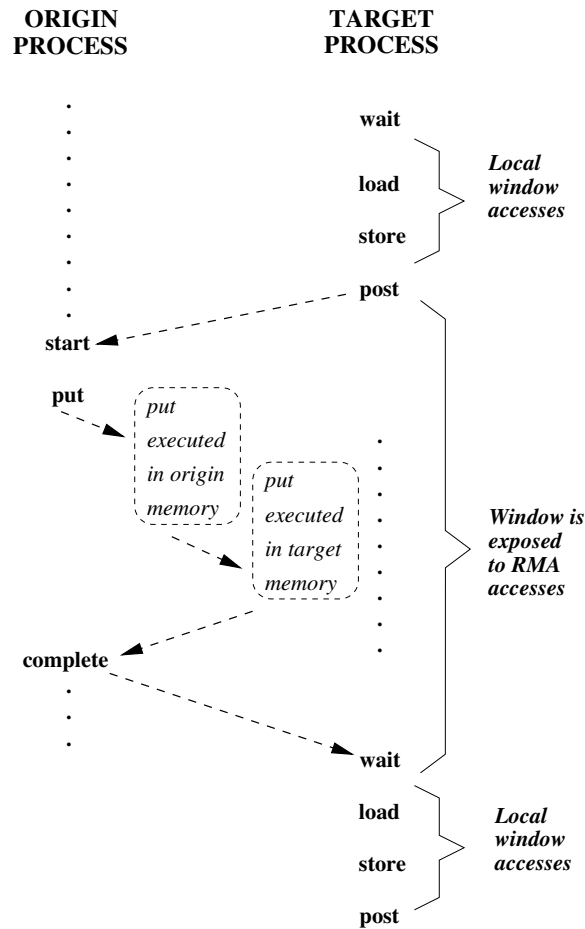 ORIGIN
PROCESS
TARGET
PROCESS
wait
load
store
Local
window
accesses
post
start
put
put
executed
in origin
memory
put
executed
in target
memory
Window is
exposed
to RMA
accesses
complete
wait
load
store
post
Local
window
accesses